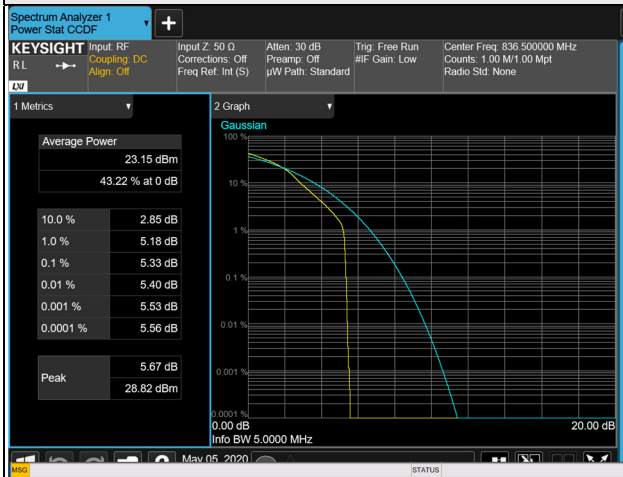 Spectrum Analyzer 1
Power Stat CCDF
KEYSIGHT
RL
LXI
Input: RF
Coupling: DC
Align: Off
Input Z: 50 Ω
Corrections: Off
Freq Ref: Int (S)
Atten: 30 dB
Preamp: Off
µW Path: Standard
Trig: Free Run
#IF Gain: Low
Center Freq: 836.500000 MHz
Counts: 1.00 M/1.00 Mpt
Radio Std: None
1 Metrics
Average Power
23.15 dBm
43.22 % at 0 dB
10.0 % 2.85 dB
1.0 % 5.18 dB
0.1 % 5.33 dB
0.01 % 5.40 dB
0.001 % 5.53 dB
0.0001 % 5.56 dB
Peak
5.67 dB
28.82 dBm
2 Graph
Gaussian
100 %
10 %
1 %
0.1 %
0.01 %
0.001 %
0.0001 %
0.00 dB 20.00 dB
Info BW 5.0000 MHz
May 05, 2020
MSG STATUS